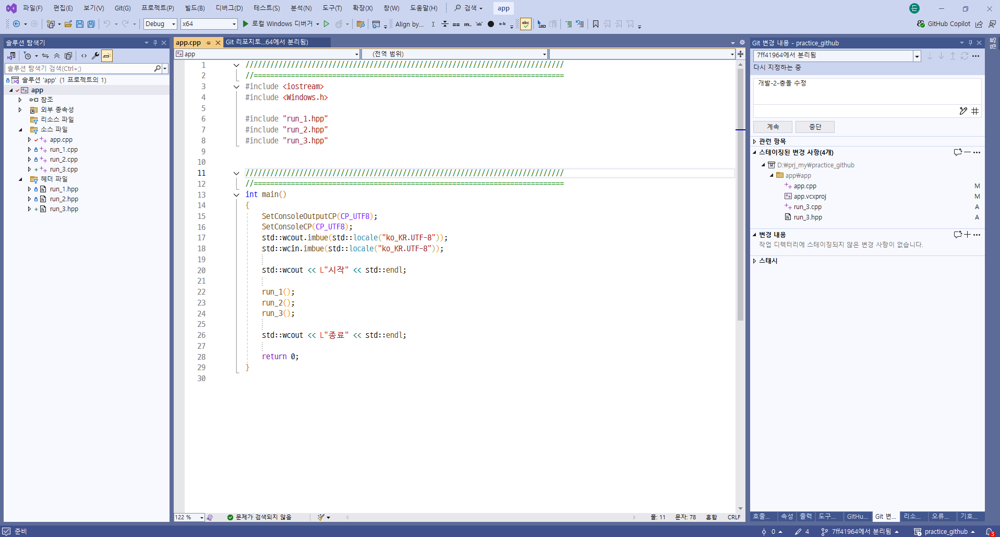 파일(F) 편집(E) 보기(V) Git(G) 프로젝트(P) 빌드(B) 디버그(D) 테스트(S) 분석(N) 도구(T) 확장(X) 창(W) 도움말(H) 검색 app
Debug x64 로컬 Windows 디버거 Align by... GitHub Copilot
솔루션 탐색기
솔루션 탐색기 검색(Ctrl+;)
솔루션 'app' (1 프로젝트의 1)
app
참조
외부 종속성
리소스 파일
소스 파일
app.cpp
run_1.cpp
run_2.cpp
run_3.cpp
헤더 파일
run_1.hpp
run_2.hpp
run_3.hpp
app.cpp Git 리포지토...64에서 분리됨)
app (전역 범위)
1 /////////////////////////////////////////////////////////////////////////////
2 //===========================================================================
3 #include <iostream>
4 #include <Windows.h>
5
6 #include "run_1.hpp"
7 #include "run_2.hpp"
8 #include "run_3.hpp"
9
10
11 /////////////////////////////////////////////////////////////////////////////
12 //===========================================================================
13 int main()
14 {
15 SetConsoleOutputCP(CP_UTF8);
16 SetConsoleCP(CP_UTF8);
17 std::wcout.imbue(std::locale("ko_KR.UTF-8"));
18 std::wcin.imbue(std::locale("ko_KR.UTF-8"));
19
20 std::wcout << L"시작" << std::endl;
21
22 run_1();
23 run_2();
24 run_3();
25
26 std::wcout << L"종료" << std::endl;
27
28 return 0;
29 }
30
122 % 문제가 검색되지 않음 줄: 11 문자: 78 혼합 CRLF
Git 변경 내용 - practice_github
7ff41964에서 분리됨
다시 지정하는 중
개발-2-충돌 수정
계속 중단
관련 항목
스테이징된 변경 사항(4개)
D:₩prj_my₩practice_github
app₩app
app.cpp M
app.vcxproj M
run_3.cpp A
run_3.hpp A
변경 내용
작업 디렉터리에 스테이징되지 않은 변경 사항이 없습니다.
스태시
호출... 속성 출력 도구... GitHu... Git 변... 리소... 오류... 기호...
알림
준비 0 4 7ff41964에서 분리됨 practice_github 3